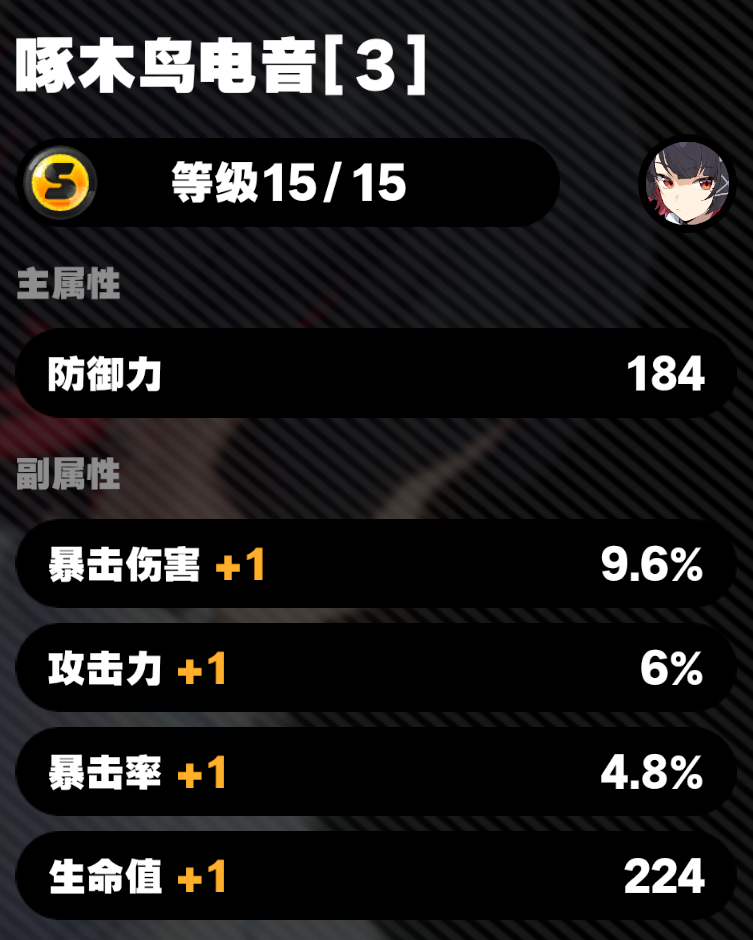 啄木鸟电音[3]
S 等级15/15
主属性
防御力 184
副属性
暴击伤害 +1 9.6%
攻击力 +1 6%
暴击率 +1 4.8%
生命值 +1 224